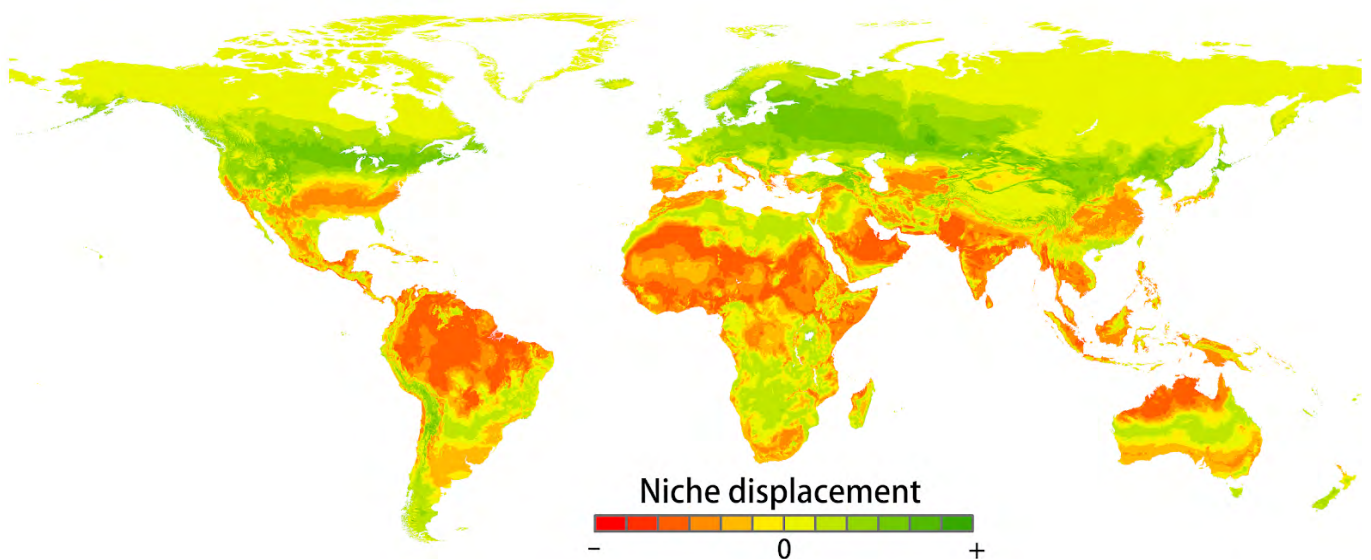 Niche displacement
– 0 +